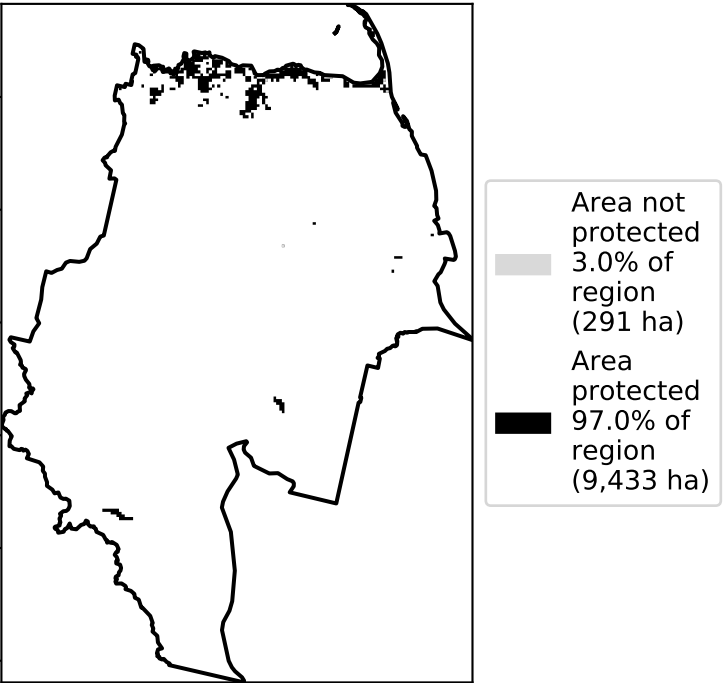 Area not
protected
3.0% of
region
(291 ha)
Area
protected
97.0% of
region
(9,433 ha)